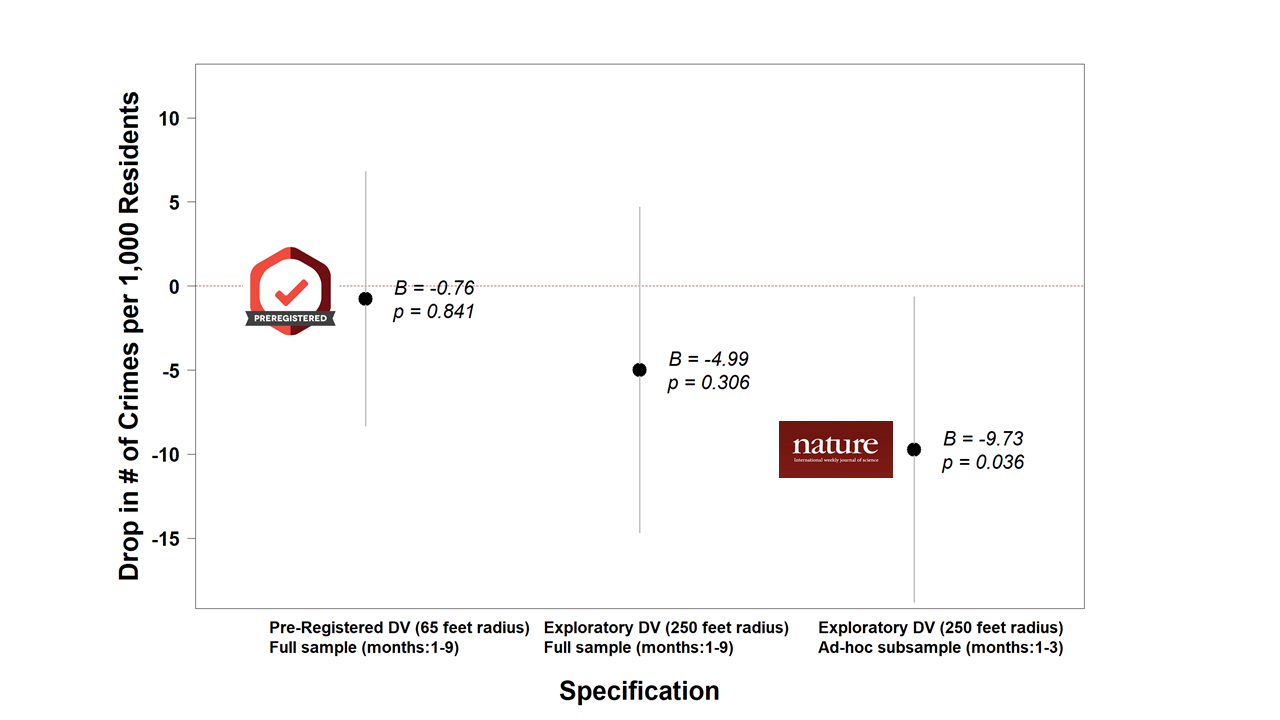 Drop in # of Crimes per 1,000 Residents
10
5
0
-5
-10
-15
PREREGISTERED
B = -0.76
p = 0.841
B = -4.99
p = 0.306
nature
International weekly journal of science
B = -9.73
p = 0.036
Pre-Registered DV (65 feet radius)
Full sample (months:1-9)
Exploratory DV (250 feet radius)
Full sample (months:1-9)
Exploratory DV (250 feet radius)
Ad-hoc subsample (months:1-3)
Specification